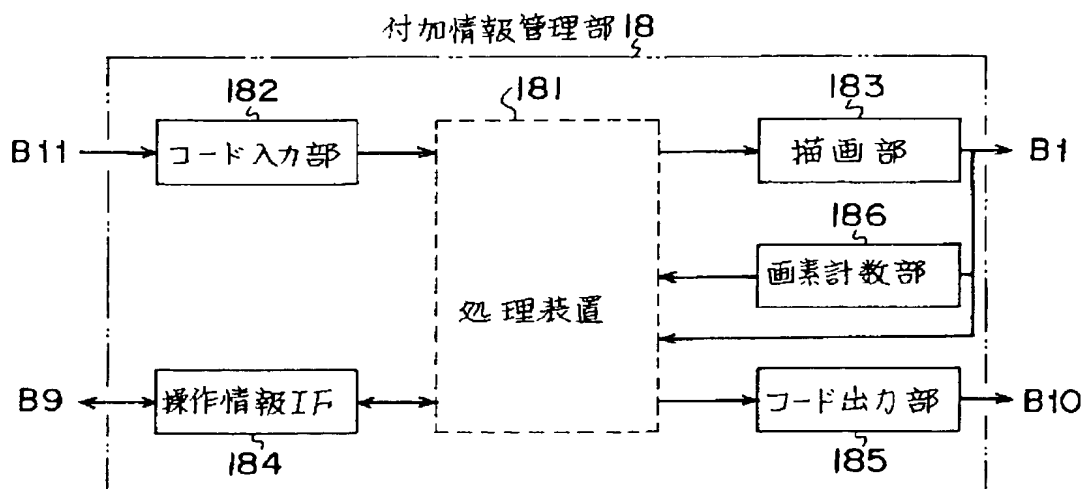 付加情報管理部18
182
181
183
B11
コード入力部
描画部
B1
186
画素計数部
処理装置
B9
操作情報IF
コード出力部
B10
184
185